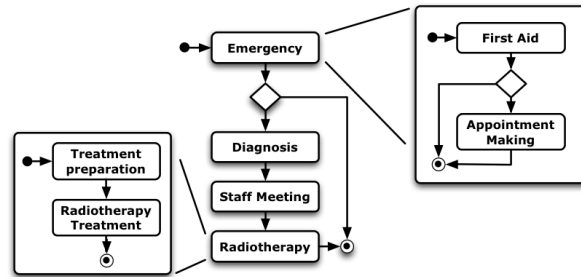 Emergency
First Aid
Appointment
Making
Diagnosis
Treatment
preparation
Staff Meeting
Radiotherapy
Treatment
Radiotherapy